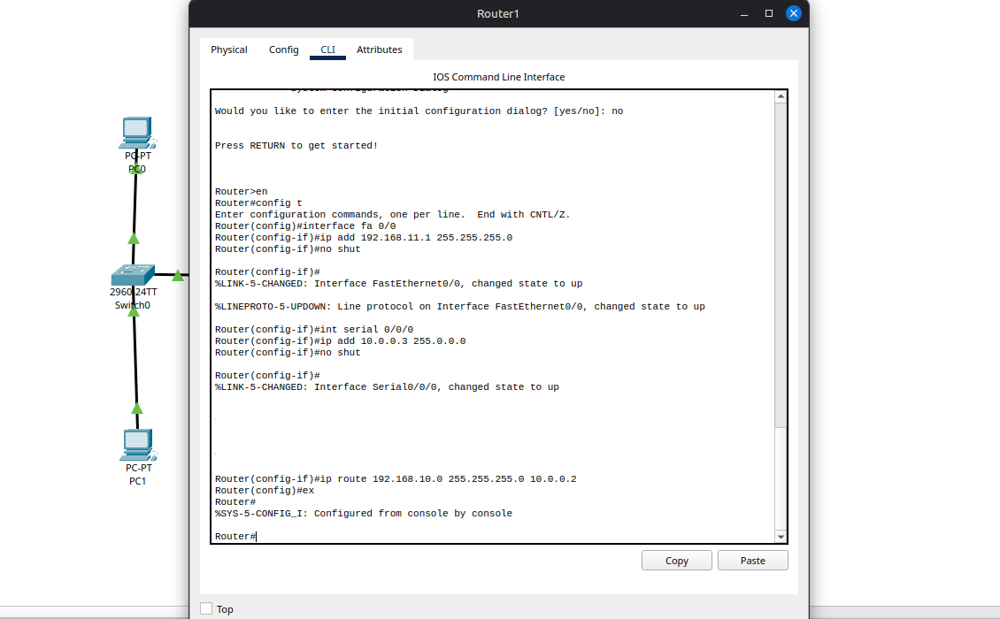 Router1
Physical Config CLI Attributes
IOS Command Line Interface
System Configuration Dialog
Would you like to enter the initial configuration dialog? [yes/no]: no
Press RETURN to get started!
Router>en
Router#config t
Enter configuration commands, one per line.  End with CNTL/Z.
Router(config)#interface fa 0/0
Router(config-if)#ip add 192.168.11.1 255.255.255.0
Router(config-if)#no shut
Router(config-if)#
%LINK-5-CHANGED: Interface FastEthernet0/0, changed state to up
%LINEPROTO-5-UPDOWN: Line protocol on Interface FastEthernet0/0, changed state to up
Router(config-if)#int serial 0/0/0
Router(config-if)#ip add 10.0.0.3 255.0.0.0
Router(config-if)#no shut
Router(config-if)#
%LINK-5-CHANGED: Interface Serial0/0/0, changed state to up
Router(config-if)#ip route 192.168.10.0 255.255.255.0 10.0.0.2
Router(config)#ex
Router#
%SYS-5-CONFIG_I: Configured from console by console
Router#
Copy Paste
Top
PC-PT
PC0
2960-24TT
Switch0
PC-PT
PC1